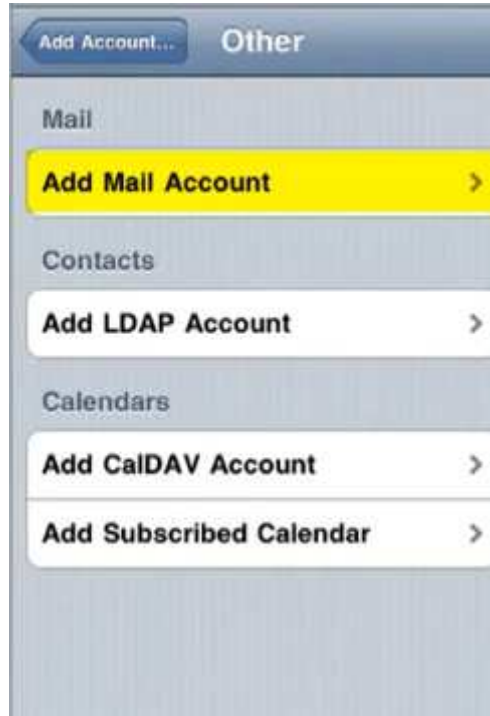 Add Account... Other
Mail
Add Mail Account
Contacts
Add LDAP Account
Calendars
Add CalDAV Account
Add Subscribed Calendar